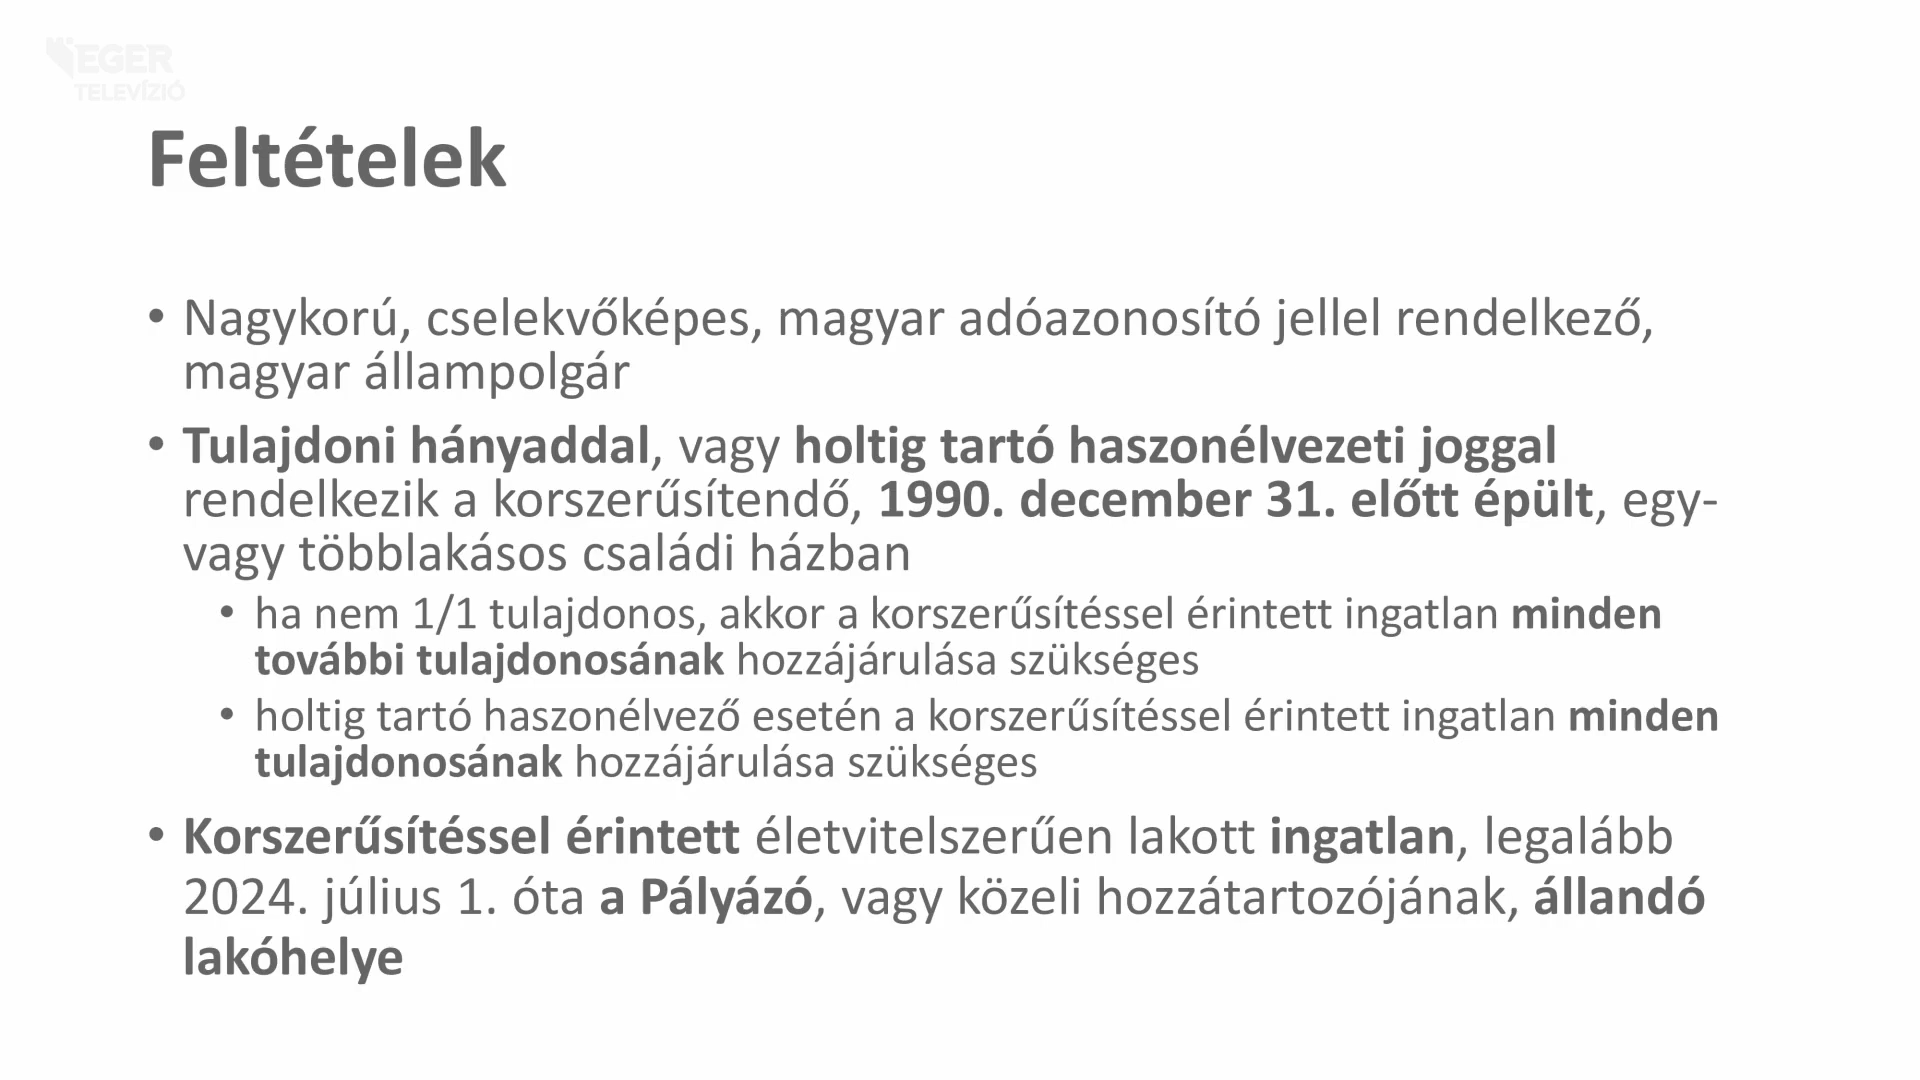 EGER
TELEVÍZIÓ
Feltételek
• Nagykorú, cselekvőképes, magyar adóazonosító jellel rendelkező,
magyar állampolgár
• Tulajdoni hányaddal, vagy holtig tartó haszonélvezeti joggal
rendelkezik a korszerűsítendő, 1990. december 31. előtt épült, egy-
vagy többlakásos családi házban
• ha nem 1/1 tulajdonos, akkor a korszerűsítéssel érintett ingatlan minden
további tulajdonosának hozzájárulása szükséges
• holtig tartó haszonélvező esetén a korszerűsítéssel érintett ingatlan minden
tulajdonosának hozzájárulása szükséges
• Korszerűsítéssel érintett életvitelszerűen lakott ingatlan, legalább
2024. július 1. óta a Pályázó, vagy közeli hozzátartozójának, állandó
lakóhelye